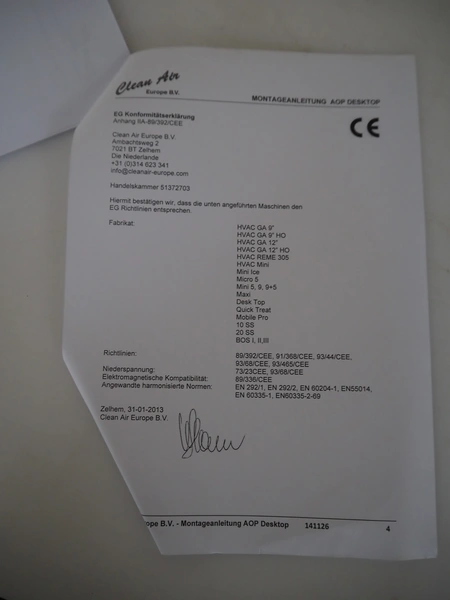 Clean Air
Europe B.V.
MONTAGEANLEITUNG AOP DESKTOP
EG Konformitätserklärung
Anhang IIA-89/392/CEE
CE
Clean Air Europe B.V.
Ambachtsweg 2
7021 BT Zelhem
Die Niederlande
+31 (0)314 623 341
info@cleanair-europe.com
Handelskammer 51372703
Hiermit bestätigen wir, dass die unten angeführten Maschinen den
EG Richtlinien entsprechen.
Fabrikat:
HVAC GA 9"
HVAC GA 9" HO
HVAC GA 12"
HVAC GA 12" HO
HVAC REME 305
HVAC Mini
Mini Ice
Micro 5
Mini 5, 9, 9+5
Maxi
Desk Top
Quick Treat
Mobile Pro
10 SS
20 SS
BOS I, II,III
Richtlinien: 89/392/CEE, 91/368/CEE, 93/44/CEE,
93/68/CEE, 93/465/CEE
Niederspannung: 73/23CEE, 93/68/CEE
Elektromagnetische Kompatibilität: 89/336/CEE
Angewandte harmonisierte Normen: EN 292/1, EN 292/2, EN 60204-1, EN55014,
EN 60335-1, EN60335-2-69
Zelhem, 31-01-2013
Clean Air Europe B.V.
ope B.V. - Montageanleitung AOP Desktop 141126 4